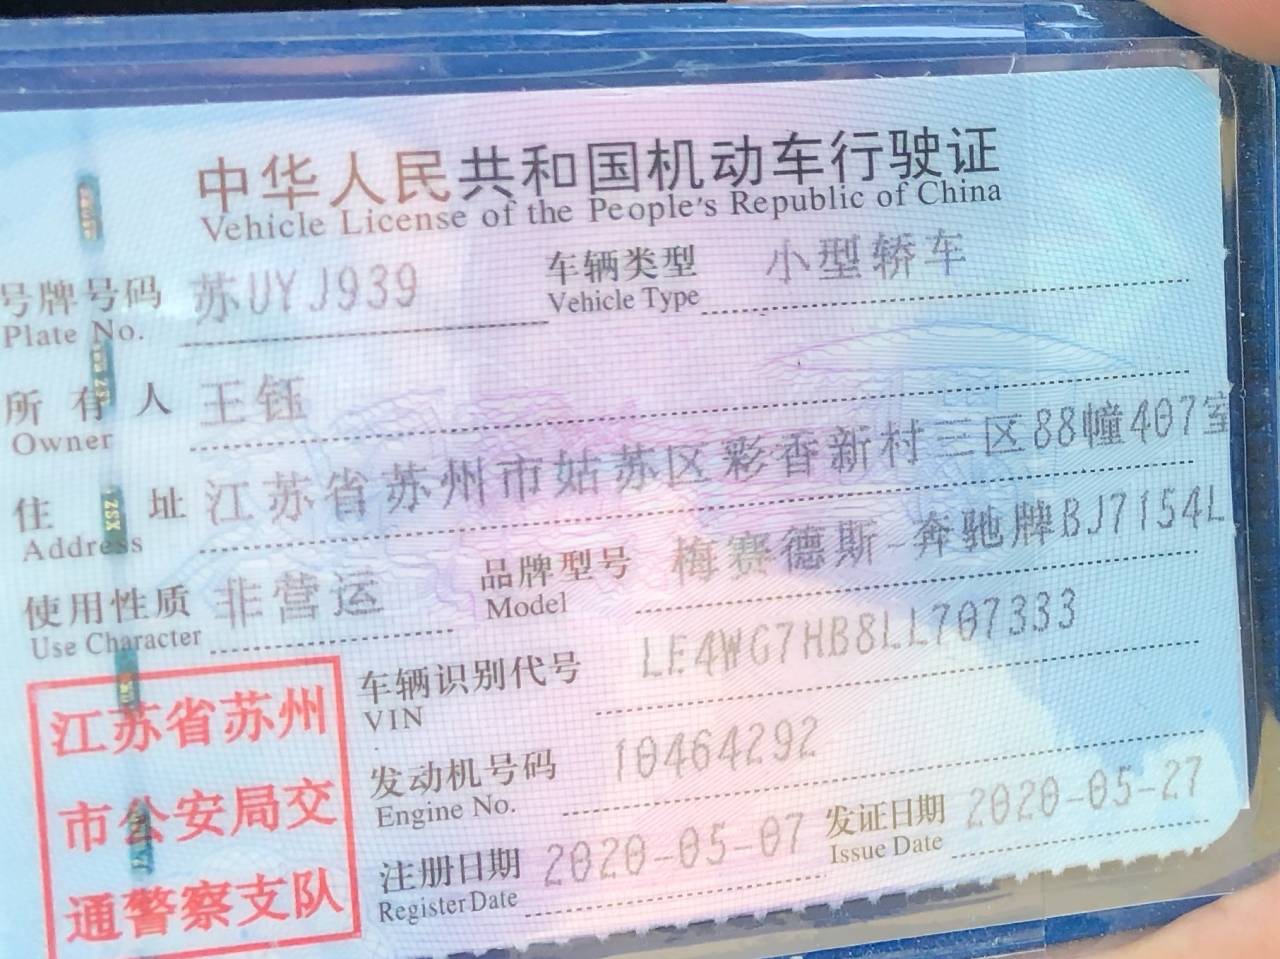 中华人民共和国机动车行驶证
Vehicle License of the People's Republic of China
号牌号码 苏UYJ939 车辆类型 小型轿车
Plate No. Vehicle Type
所有人 王钰
Owner
住址 江苏省苏州市姑苏区彩香新村三区88幢407室
Address
使用性质 非营运 品牌型号 梅赛德斯-奔驰牌BJ7154L
Use Character Model
江苏省苏州
市公安局交
通警察支队
车辆识别代号 LE4WG7HB8LL707333
VIN
发动机号码 10464292
Engine No.
注册日期 2020-05-07 发证日期 2020-05-27
Register Date Issue Date